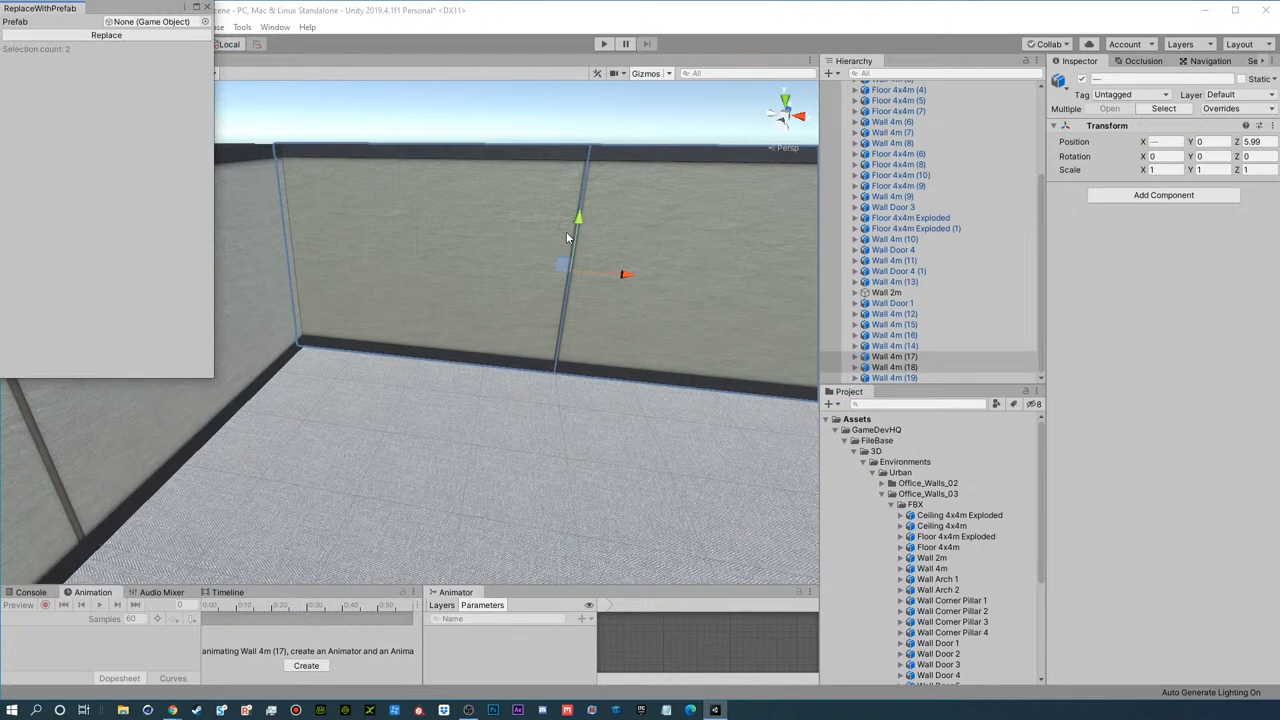 ReplaceWithPrefab
Prefab
None (Game Object)
Replace
Selection count: 2
cene - PC, Mac & Linux Standalone - Unity 2019.4.1f1 Personal* <DX11>
Tools Window Help
Local
Collab
Account
Layers
Layout
Gizmos
All
y
x
Persp
Hierarchy
All
Floor 4x4m (4)
Floor 4x4m (5)
Floor 4x4m (7)
Wall 4m (6)
Wall 4m (7)
Wall 4m (8)
Floor 4x4m (6)
Floor 4x4m (8)
Floor 4x4m (10)
Floor 4x4m (9)
Wall 4m (9)
Wall Door 3
Floor 4x4m Exploded
Floor 4x4m Exploded (1)
Wall 4m (10)
Wall Door 4
Wall 4m (11)
Wall Door 4 (1)
Wall 4m (13)
Wall 2m
Wall Door 1
Wall 4m (12)
Wall 4m (15)
Wall 4m (16)
Wall 4m (14)
Wall 4m (17)
Wall 4m (18)
Wall 4m (19)
Project
8
Assets
GameDevHQ
FileBase
3D
Environments
Urban
Office_Walls_02
Office_Walls_03
FBX
Ceiling 4x4m Exploded
Ceiling 4x4m
Floor 4x4m Exploded
Floor 4x4m
Wall 2m
Wall 4m
Wall Arch 1
Wall Arch 2
Wall Corner Pillar 1
Wall Corner Pillar 2
Wall Corner Pillar 3
Wall Corner Pillar 4
Wall Door 1
Wall Door 2
Wall Door 3
Wall Door 4
Inspector
Occlusion
Navigation
Se
—
Static
Tag Untagged Layer Default
Multiple Open Select Overrides
Transform
Position X — Y 0 Z 5.99
Rotation X 0 Y 0 Z 0
Scale X 1 Y 1 Z 1
Add Component
Console Animation Audio Mixer Timeline
Preview
0
0:00 0:10 0:20 0:30 0:40 0:50
Samples 60
animating Wall 4m (17), create an Animator and an Anima
Create
Dopesheet Curves
Animator
Layers Parameters
Name
Auto Generate Lighting On